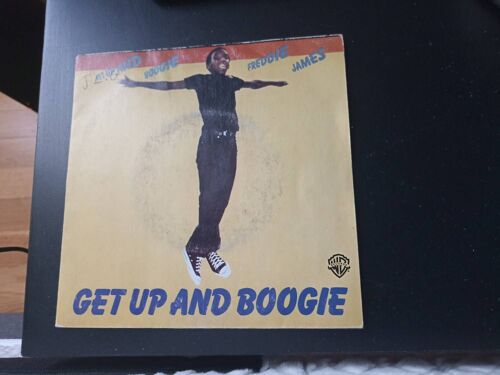 BOOGIE FREDDIE JAMES
GET UP AND BOOGIE